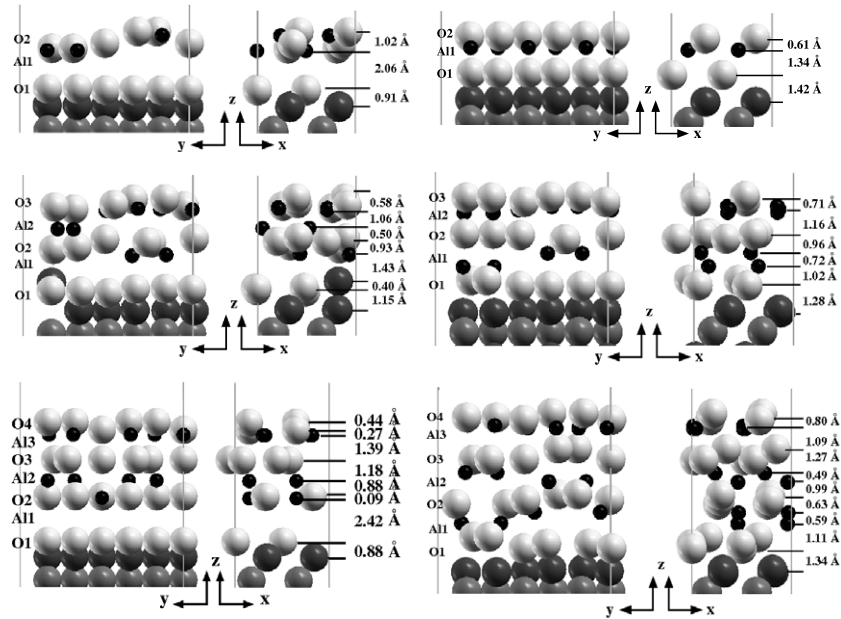 O2
Al1
O1
1.02 Å
2.06 Å
0.91 Å
z
y
z
x
O2
Al1
O1
0.61 Å
1.34 Å
1.42 Å
z
y
z
x
O3
Al2
O2
Al1
O1
0.58 Å
1.06 Å
0.50 Å
0.93 Å
1.43 Å
0.40 Å
1.15 Å
z
y
x
O3
Al2
O2
Al1
O1
0.71 Å
1.16 Å
0.96 Å
0.72 Å
1.02 Å
1.28 Å
z
y
x
O4
Al3
O3
Al2
O2
Al1
O1
0.44 Å
0.27 Å
1.39 Å
1.18 Å
0.88 Å
0.09 Å
2.42 Å
0.88 Å
z
y
x
O4
Al3
O3
Al2
O2
Al1
O1
0.80 Å
1.09 Å
1.27 Å
0.49 Å
0.99 Å
0.63 Å
0.59 Å
1.11 Å
1.34 Å
z
y
x